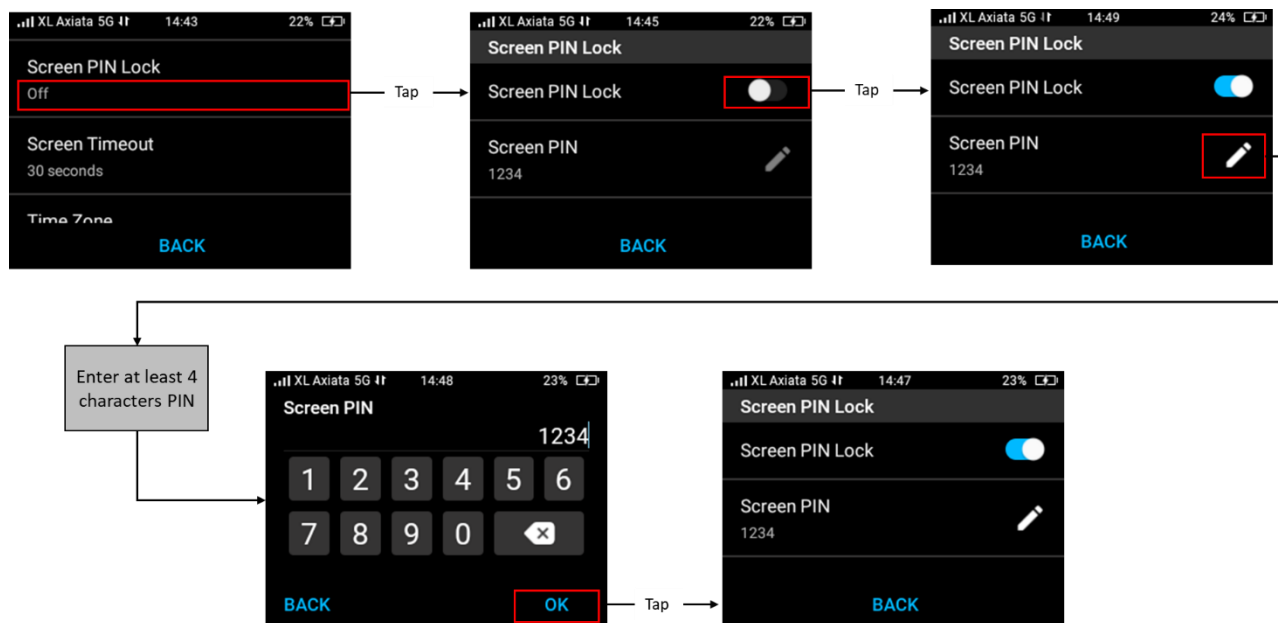 XL Axiata 5G 14:43 22%
Screen PIN Lock
Off
Screen Timeout
30 seconds
Time Zone
BACK
Tap
XL Axiata 5G 14:45 22%
Screen PIN Lock
Screen PIN Lock
Screen PIN
1234
BACK
Tap
XL Axiata 5G 14:49 24%
Screen PIN Lock
Screen PIN Lock
Screen PIN
1234
BACK
Enter at least 4
characters PIN
XL Axiata 5G 14:48 23%
Screen PIN
1234
1 2 3 4 5 6
7 8 9 0
BACK OK
Tap
XL Axiata 5G 14:47 23%
Screen PIN Lock
Screen PIN Lock
Screen PIN
1234
BACK